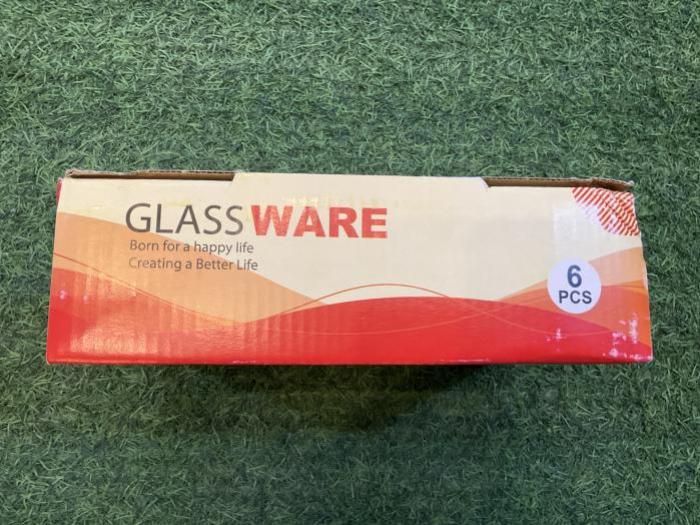 GLASSWARE
Born for a happy life
Creating a Better Life
6
PCS